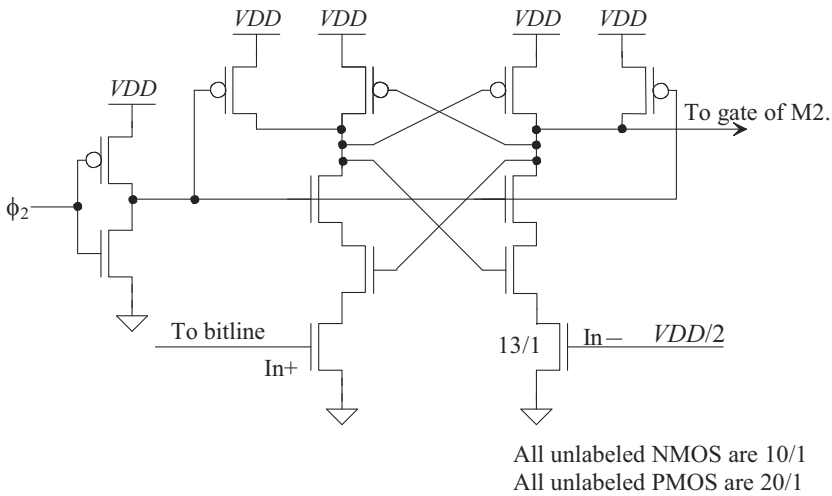 VDD VDD VDD VDD
VDD
To gate of M2.
ϕ2
To bitline
In+
13/1
In−
VDD/2
All unlabeled NMOS are 10/1
All unlabeled PMOS are 20/1